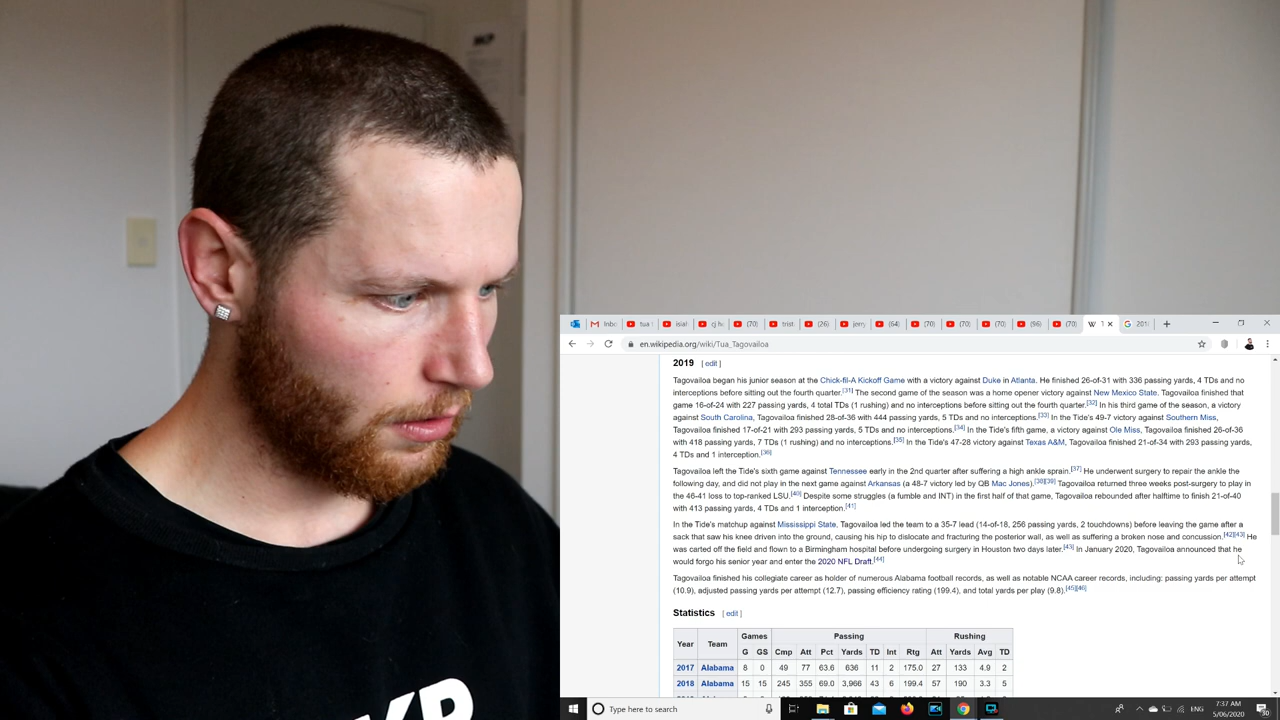 Inbo
tua
Isial
cj he
(70)
trist
(26)
jerry
(64)
(70)
(70)
(70)
(96)
(70)
W 1
G 201
en.wikipedia.org/wiki/Tua_Tagovailoa
2019 [ edit ]
Tagovailoa began his junior season at the Chick-fil-A Kickoff Game with a victory against Duke in Atlanta. He finished 26-of-31 with 336 passing yards, 4 TDs and no
interceptions before sitting out the fourth quarter.[31] The second game of the season was a home opener victory against New Mexico State. Tagovailoa finished that
game 16-of-24 with 227 passing yards, 4 total TDs (1 rushing) and no interceptions before sitting out the fourth quarter.[32] In his third game of the season, a victory
against South Carolina, Tagovailoa finished 28-of-36 with 444 passing yards, 5 TDs and no interceptions.[33] In the Tide's 49-7 victory against Southern Miss,
Tagovailoa finished 17-of-21 with 293 passing yards, 5 TDs and no interceptions.[34] In the Tide's fifth game, a victory against Ole Miss, Tagovailoa finished 26-of-36
with 418 passing yards, 7 TDs (1 rushing) and no interceptions.[35] In the Tide's 47-28 victory against Texas A&M, Tagovailoa finished 21-of-34 with 293 passing yards,
4 TDs and 1 interception.[36]
Tagovailoa left the Tide's sixth game against Tennessee early in the 2nd quarter after suffering a high ankle sprain.[37] He underwent surgery to repair the ankle the
following day, and did not play in the next game against Arkansas (a 48-7 victory led by QB Mac Jones).[38][39] Tagovailoa returned three weeks post-surgery to play in
the 46-41 loss to top-ranked LSU.[40] Despite some struggles (a fumble and INT) in the first half of that game, Tagovailoa rebounded after halftime to finish 21-of-40
with 413 passing yards, 4 TDs and 1 interception.[41]
In the Tide's matchup against Mississippi State, Tagovailoa led the team to a 35-7 lead (14-of-18, 256 passing yards, 2 touchdowns) before leaving the game after a
sack that saw his knee driven into the ground, causing his hip to dislocate and fracturing the posterior wall, as well as suffering a broken nose and concussion.[42][43] He
was carted off the field and flown to a Birmingham hospital before undergoing surgery in Houston two days later.[43] In January 2020, Tagovailoa announced that he
would forgo his senior year and enter the 2020 NFL Draft.[44]
Tagovailoa finished his collegiate career as holder of numerous Alabama football records, as well as notable NCAA career records, including: passing yards per attempt
(10.9), adjusted passing yards per attempt (12.7), passing efficiency rating (199.4), and total yards per play (9.8).[45][46]
Statistics [ edit ]
Year Team Games Passing Rushing
G GS Cmp Att Pct Yards TD Int Rtg Att Yards Avg TD
2017 Alabama 8 0 49 77 63.6 636 11 2 175.0 27 133 4.9 2
2018 Alabama 15 15 245 355 69.0 3,966 43 6 199.4 57 190 3.3 5
Type here to search
ENG
7:37 AM
5/06/2020